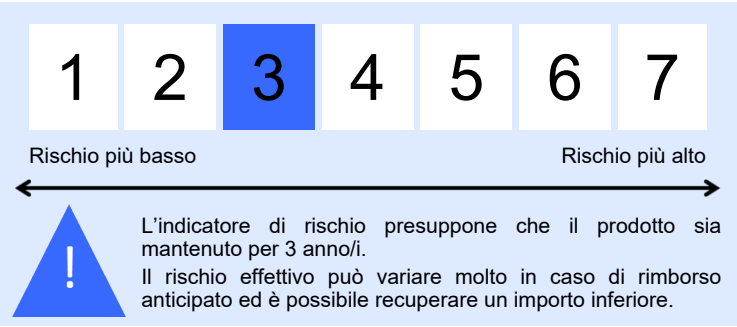 1 2 3 4 5 6 7
Rischio più basso Rischio più alto
!
L'indicatore di rischio presuppone che il prodotto sia
mantenuto per 3 anno/i.
Il rischio effettivo può variare molto in caso di rimborso
anticipato ed è possibile recuperare un importo inferiore.